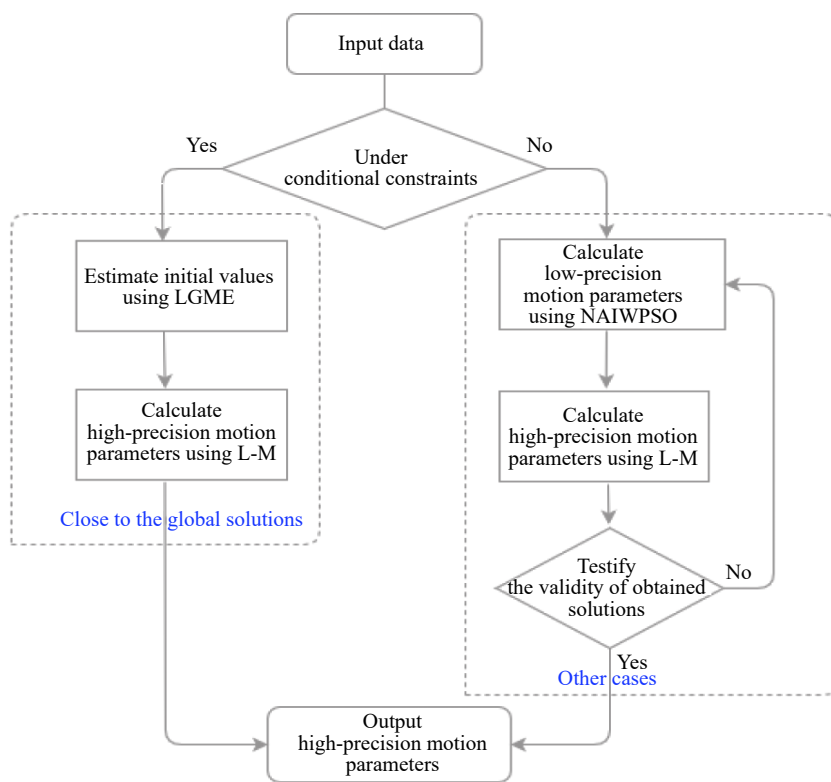 Input data
Yes
No
Under
conditional constraints
Estimate initial values
using LGME
Calculate
high-precision motion
parameters using L-M
Close to the global solutions
Calculate
low-precision
motion parameters
using NAIWPSO
Calculate
high-precision motion
parameters using L-M
Testify
the validity of obtained
solutions
No
Yes
Other cases
Output
high-precision motion
parameters